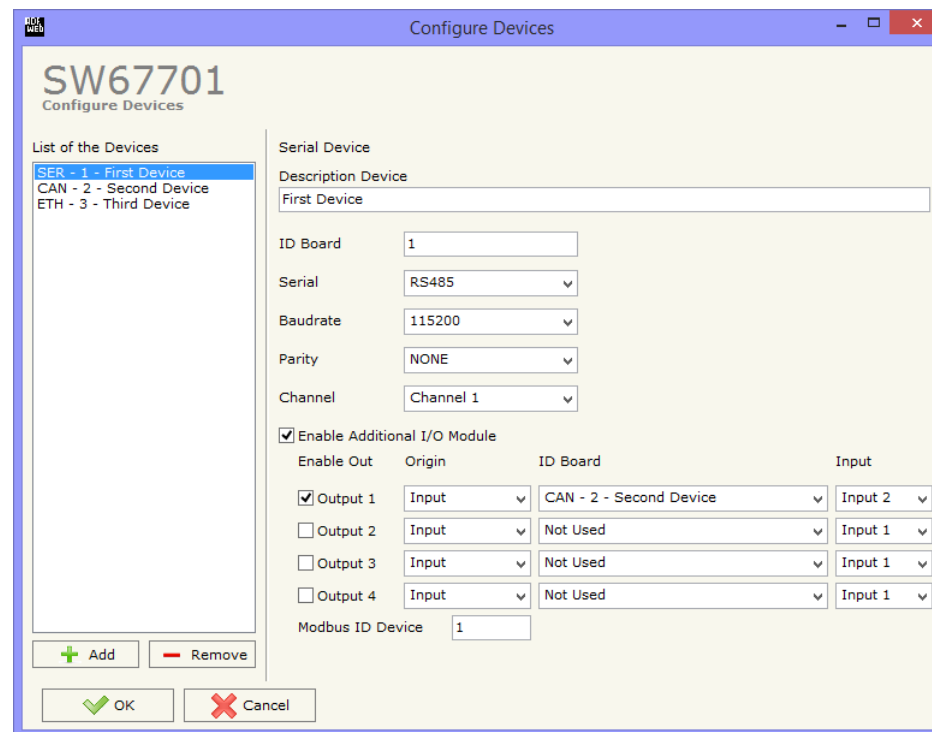 ADF
WEB
Configure Devices
SW67701
Configure Devices
List of the Devices
SER - 1 - First Device
CAN - 2 - Second Device
ETH - 3 - Third Device
Add
Remove
Serial Device
Description Device
First Device
ID Board 1
Serial RS485
Baudrate 115200
Parity NONE
Channel Channel 1
Enable Additional I/O Module
Enable Out Origin ID Board Input
Output 1 Input CAN - 2 - Second Device Input 2
Output 2 Input Not Used Input 1
Output 3 Input Not Used Input 1
Output 4 Input Not Used Input 1
Modbus ID Device 1
OK
Cancel